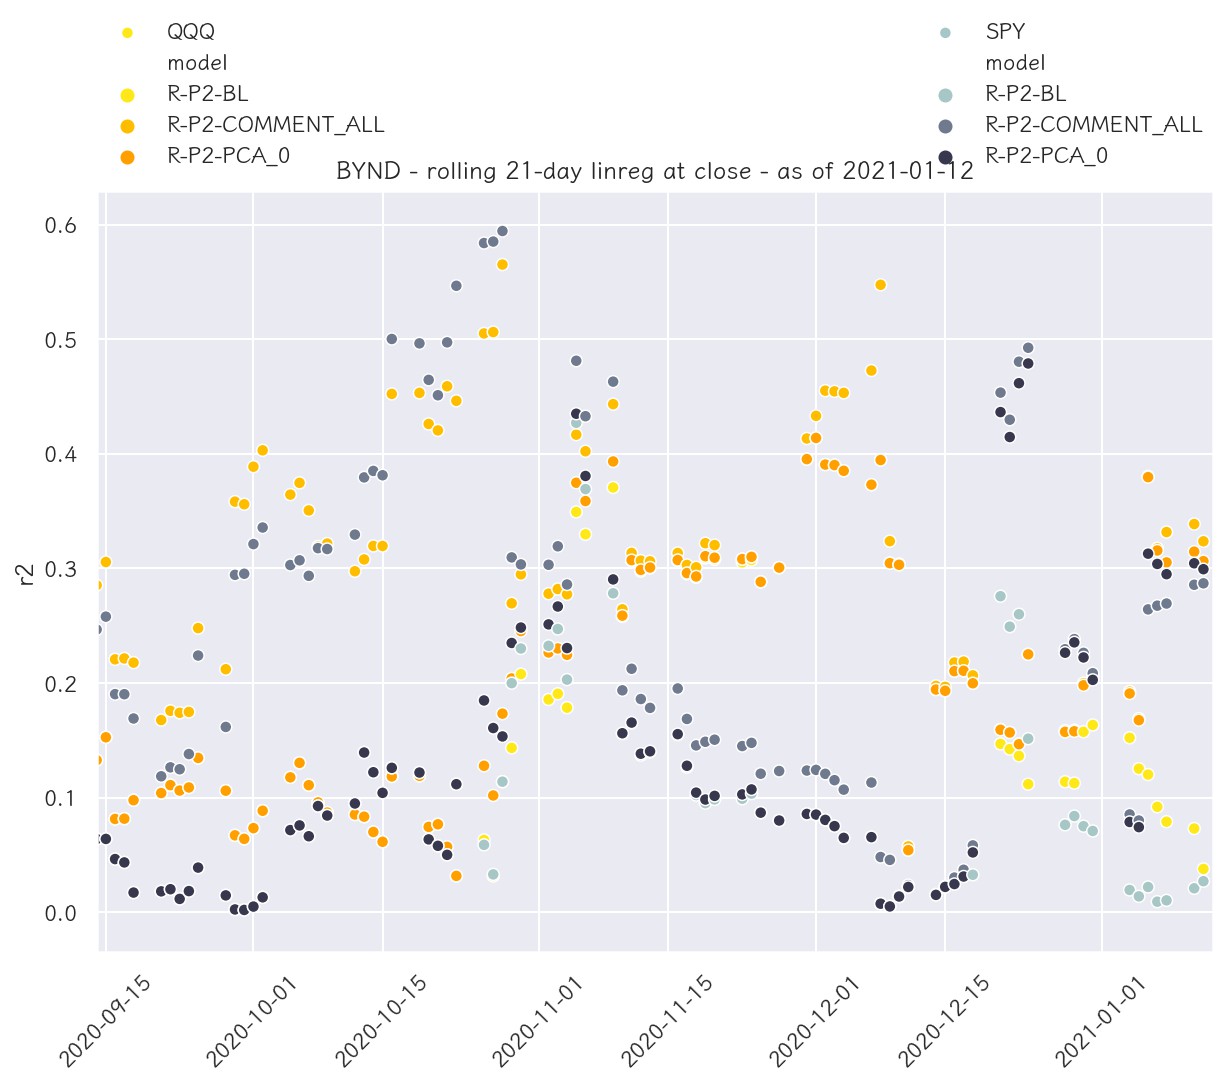 QQQ
model
R-P2-BL
R-P2-COMMENT_ALL
R-P2-PCA_0
SPY
model
R-P2-BL
R-P2-COMMENT_ALL
R-P2-PCA_0
BYND - rolling 21-day linreg at close - as of 2021-01-12
r2
0.6
0.5
0.4
0.3
0.2
0.1
0.0
2020-09-15
2020-10-01
2020-10-15
2020-11-01
2020-11-15
2020-12-01
2020-12-15
2021-01-01